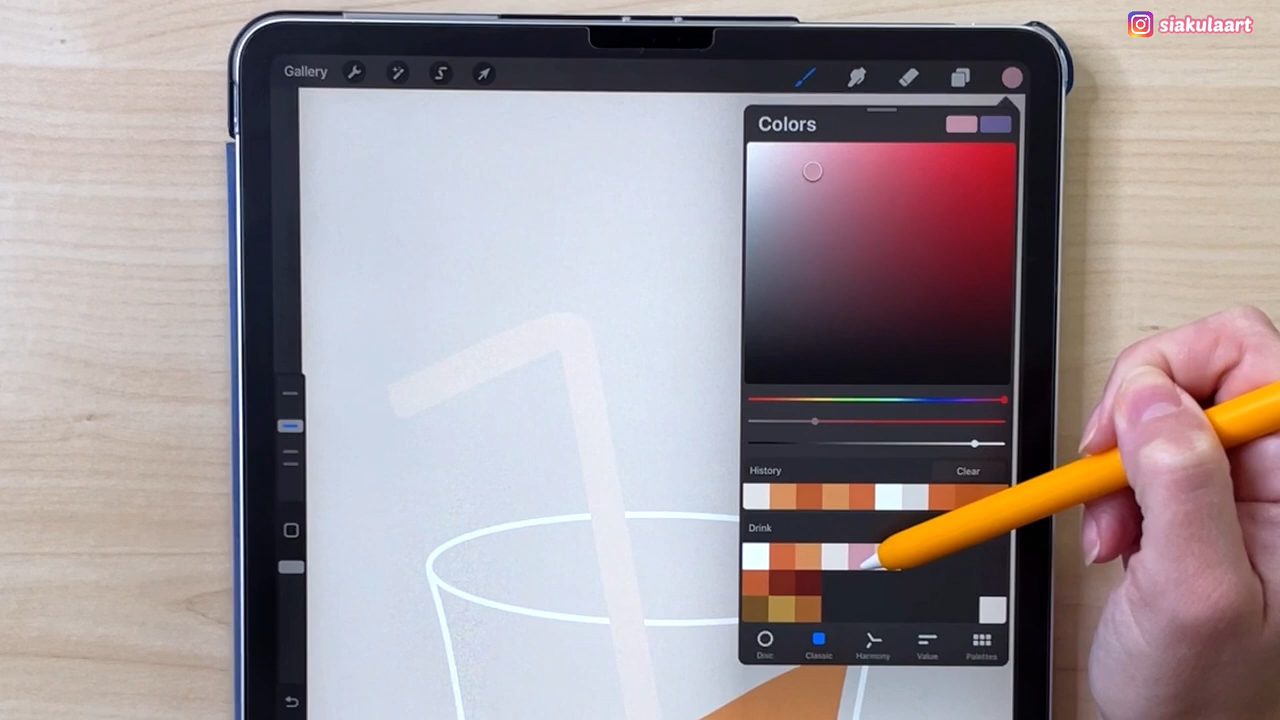 siakulaart
Gallery
Colors
History
Clear
Drink
Disc
Classic
Harmony
Value
Palettes